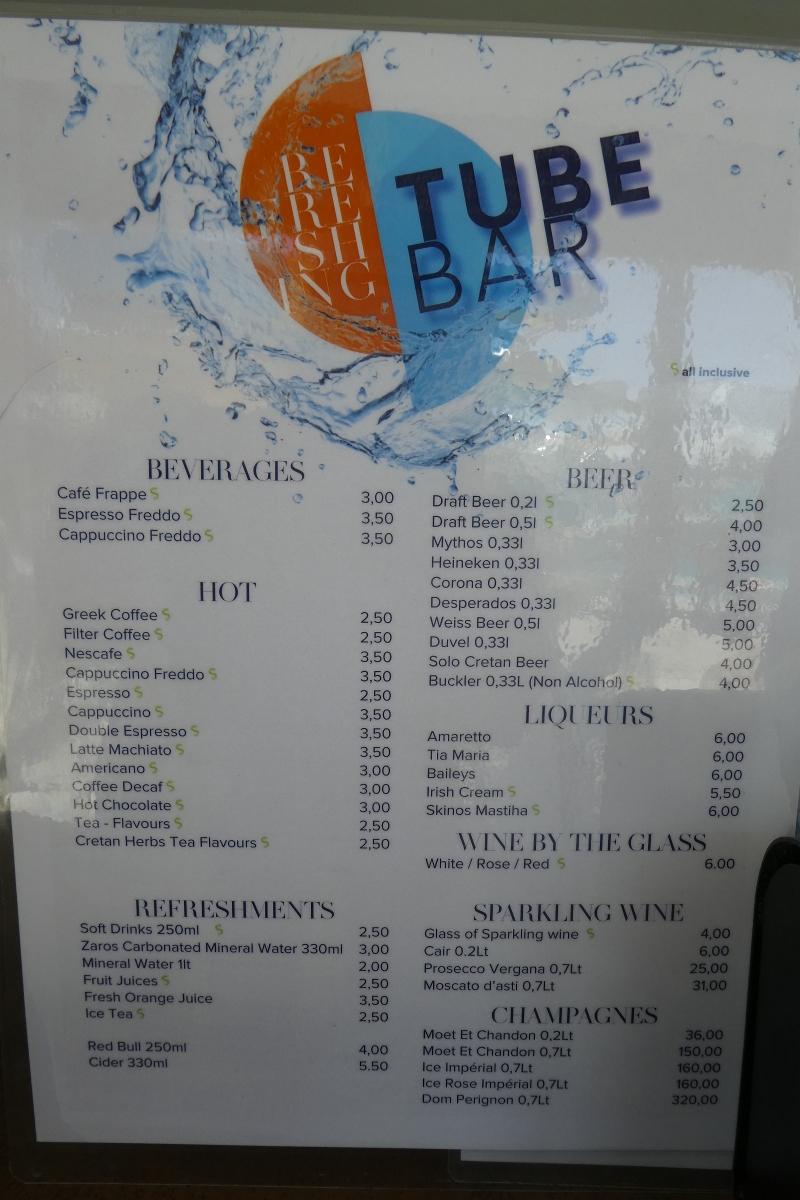 BE
RE
SH
ING
TUBE
BAR
all inclusive
BEVERAGES
Café Frappe 3,00
Espresso Freddo 3,50
Cappuccino Freddo 3,50
HOT
Greek Coffee 2,50
Filter Coffee 2,50
Nescafe 3,50
Cappuccino Freddo 3,50
Espresso 2,50
Cappuccino 3,50
Double Espresso 3,50
Latte Machiato 3,50
Americano 3,00
Coffee Decaf 3,00
Hot Chocolate 3,00
Tea - Flavours 2,50
Cretan Herbs Tea Flavours 2,50
REFRESHMENTS
Soft Drinks 250ml 2,50
Zaros Carbonated Mineral Water 330ml 3,00
Mineral Water 1lt 2,00
Fruit Juices 2,50
Fresh Orange Juice 3,50
Ice Tea 2,50
Red Bull 250ml 4,00
Cider 330ml 5.50
BEER
Draft Beer 0,2l 2,50
Draft Beer 0,5l 4,00
Mythos 0,33l 3,00
Heineken 0,33l 3,50
Corona 0,33l 4,50
Desperados 0,33l 4,50
Weiss Beer 0,5l 5,00
Duvel 0,33l 5,00
Solo Cretan Beer 4,00
Buckler 0,33L (Non Alcohol) 4,00
LIQUEURS
Amaretto 6,00
Tia Maria 6,00
Baileys 6,00
Irish Cream 5,50
Skinos Mastiha 6,00
WINE BY THE GLASS
White / Rose / Red 6.00
SPARKLING WINE
Glass of Sparkling wine 4,00
Cair 0.2Lt 6,00
Prosecco Vergana 0,7Lt 25,00
Moscato d'asti 0,7Lt 31,00
CHAMPAGNES
Moet Et Chandon 0,2Lt 36,00
Moet Et Chandon 0,7Lt 150,00
Ice Impérial 0,7Lt 160,00
Ice Rose Impérial 0,7Lt 160,00
Dom Perignon 0,7Lt 320,00